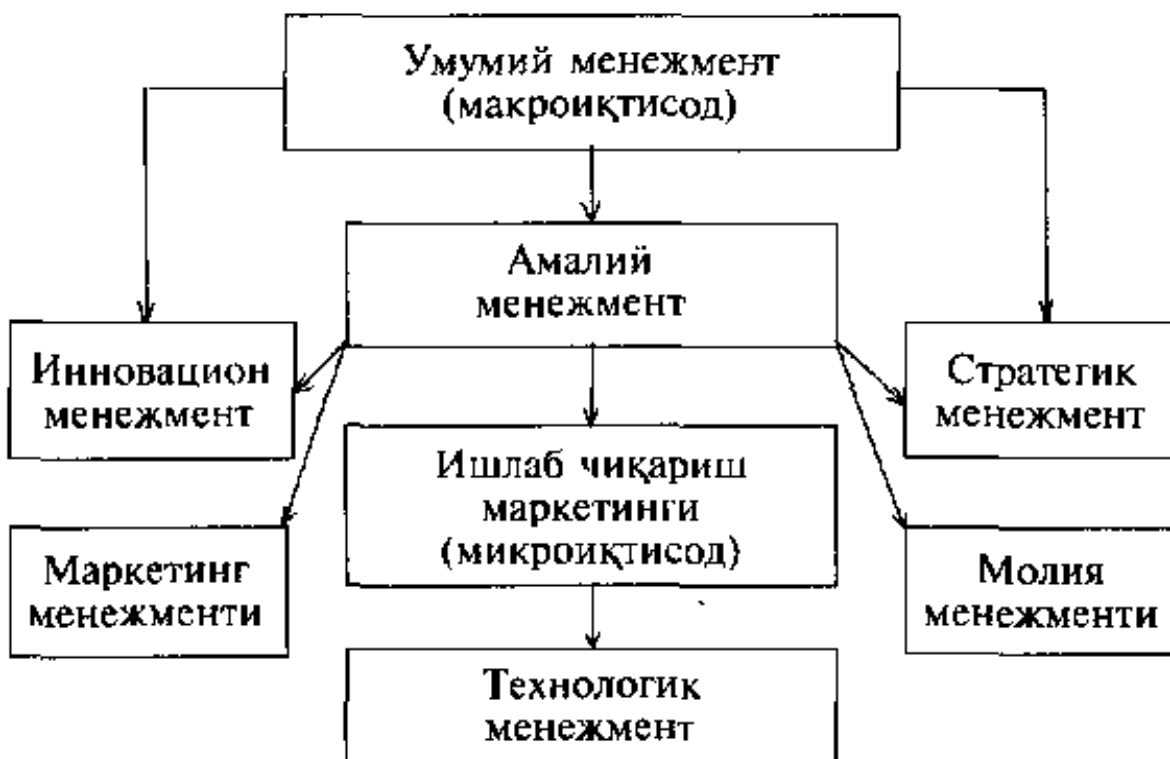 Умумий менежмент
(макроиқтисод)
Амалий
менежмент
Инновацион
менежмент
Стратегик
менежмент
Ишлаб чиқариш
маркетинги
(микроиқтисод)
Маркетинг
менежменти
Молия
менежменти
Технологик
менежмент